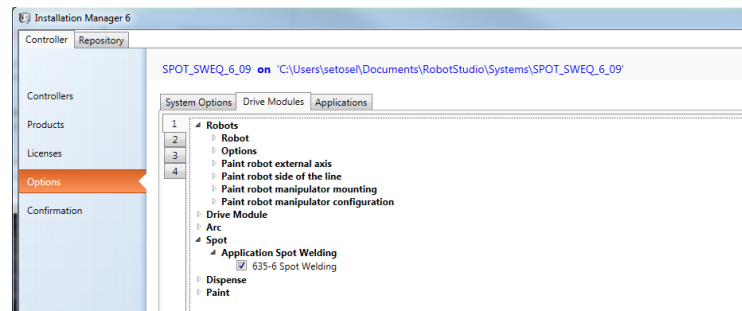 Installation Manager 6
Controller Repository
SPOT_SWEQ_6_09 on 'C:\Users\setosel\Documents\RobotStudio\Systems\SPOT_SWEQ_6_09'
Controllers
Products
Licenses
Options
Confirmation
System Options Drive Modules Applications
1
2
3
4
Robots
Robot
Options
Paint robot external axis
Paint robot side of the line
Paint robot manipulator mounting
Paint robot manipulator configuration
Drive Module
Arc
Spot
Application Spot Welding
635-6 Spot Welding
Dispense
Paint